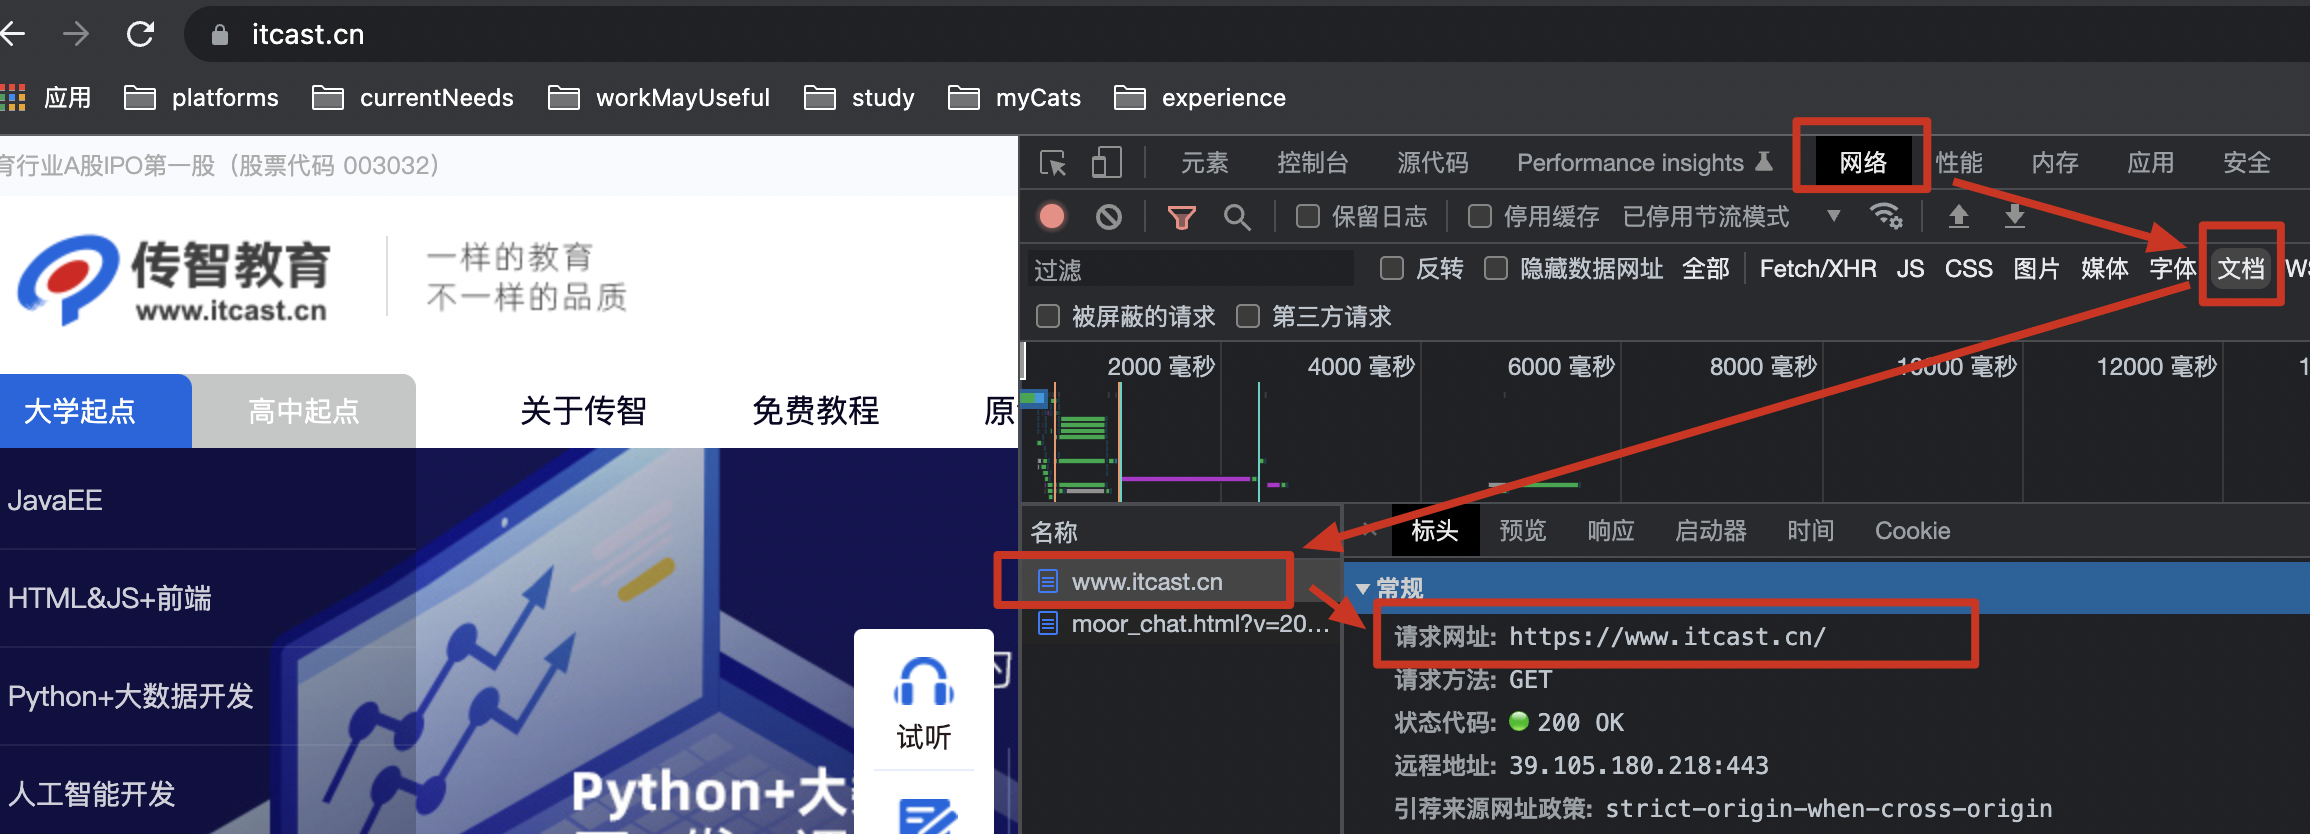 itcast.cn
应用 platforms currentNeeds workMayUseful study myCats experience
育行业A股IPO第一股（股票代码 003032）
传智教育
www.itcast.cn
一样的教育
不一样的品质
大学起点 高中起点 关于传智 免费教程 原
JavaEE
HTML&JS+前端
Python+大数据开发
人工智能开发
Python+大
试听
元素 控制台 源代码 Performance insights 网络 性能 内存 应用 安全
保留日志 停用缓存 已停用节流模式
过滤 反转 隐藏数据网址 全部 Fetch/XHR JS CSS 图片 媒体 字体 文档 WS
被屏蔽的请求 第三方请求
2000 毫秒 4000 毫秒 6000 毫秒 8000 毫秒 10000 毫秒 12000 毫秒 1
名称
www.itcast.cn
moor_chat.html?v=20…
× 标头 预览 响应 启动器 时间 Cookie
常规
请求网址: https://www.itcast.cn/
请求方法: GET
状态代码: 200 OK
远程地址: 39.105.180.218:443
引荐来源网址政策: strict-origin-when-cross-origin